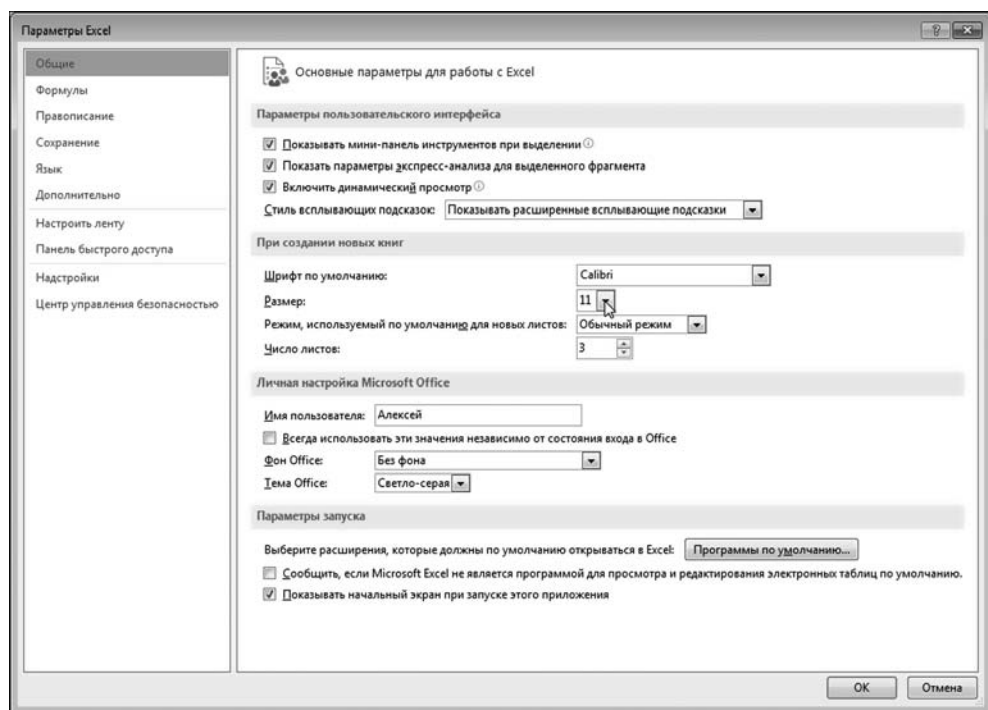 Параметры Excel
Общие
Формулы
Правописание
Сохранение
Язык
Дополнительно
Настроить ленту
Панель быстрого доступа
Надстройки
Центр управления безопасностью
Основные параметры для работы с Excel
Параметры пользовательского интерфейса
Показывать мини-панель инструментов при выделении
Показать параметры экспресс-анализа для выделенного фрагмента
Включить динамический просмотр
Стиль всплывающих подсказок: Показывать расширенные всплывающие подсказки
При создании новых книг
Шрифт по умолчанию: Calibri
Размер: 11
Режим, используемый по умолчанию для новых листов: Обычный режим
Число листов: 3
Личная настройка Microsoft Office
Имя пользователя: Алексей
Всегда использовать эти значения независимо от состояния входа в Office
Фон Office: Без фона
Тема Office: Светло-серая
Параметры запуска
Выберите расширения, которые должны по умолчанию открываться в Excel: Программы по умолчанию...
Сообщить, если Microsoft Excel не является программой для просмотра и редактирования электронных таблиц по умолчанию.
Показывать начальный экран при запуске этого приложения
ОК Отмена